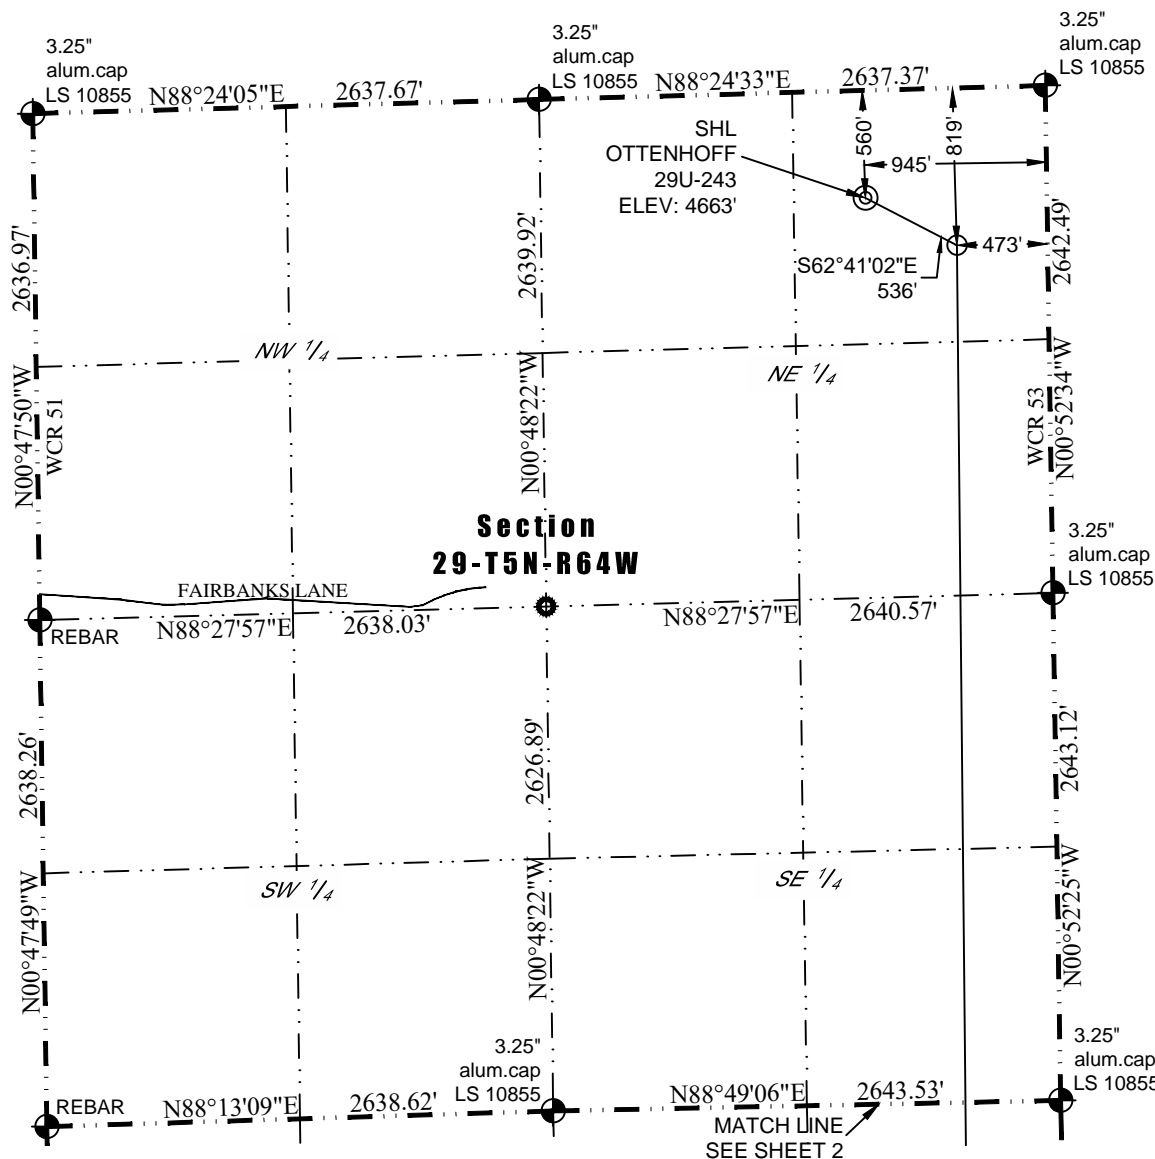 3.25"
alum.cap
LS 10855
3.25"
alum.cap
LS 10855
3.25"
alum.cap
LS 10855
N88°24'05"E
2637.67'
N88°24'33"E
2637.37'
SHL
OTTENHOFF
29U-243
ELEV: 4663'
560'
819'
945'
473'
S62°41'02"E
536'
2636.97'
2639.92'
2642.49'
NW 1/4
NE 1/4
N00°47'50"W
WCR 51
N00°48'22"W
WCR 53
N00°52'34"W
Section
29-T5N-R64W
3.25"
alum.cap
LS 10855
FAIRBANKS LANE
REBAR
N88°27'57"E
2638.03'
N88°27'57"E
2640.57'
2638.26'
2626.89'
2643.12'
SW 1/4
SE 1/4
N00°47'49"W
N00°48'22"W
N00°52'25"W
3.25"
alum.cap
LS 10855
3.25"
alum.cap
LS 10855
REBAR
N88°13'09"E
2638.62'
N88°49'06"E
2643.53'
MATCH LINE
SEE SHEET 2